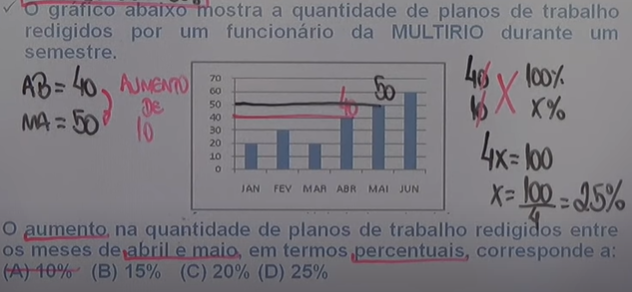 ✓ O gráfico abaixo mostra a quantidade de planos de trabalho
redigidos por um funcionário da MULTIRIO durante um
semestre.
AB = 40
MA = 50
AUMENTO
DE
10
70
60
50
40
30
20
10
0
40
50
JAN FEV MAR ABR MAI JUN
40 100%
10 X%
4X = 100
X = 100/4 = 25%
O aumento na quantidade de planos de trabalho redigidos entre
os meses de abril e maio, em termos percentuais, corresponde a:
(A) 10% (B) 15% (C) 20% (D) 25%